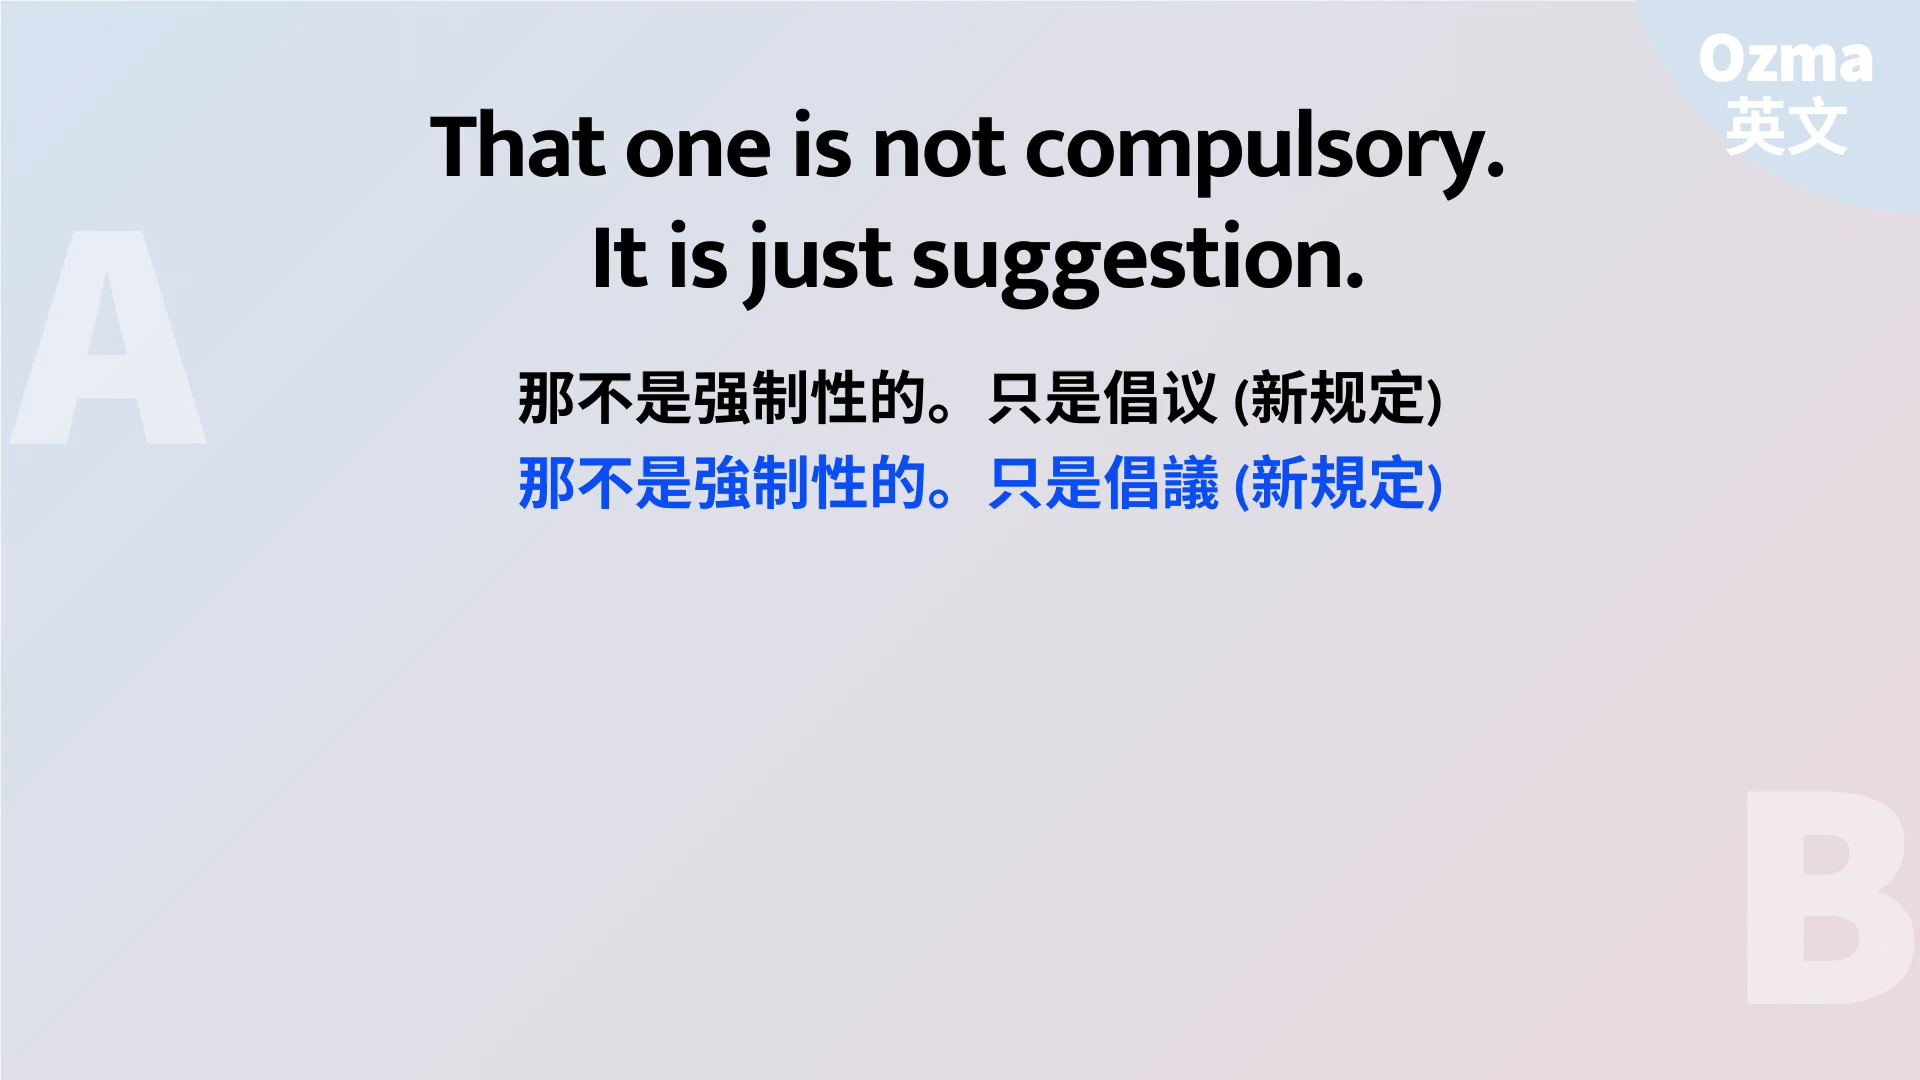 Ozma
英文
That one is not compulsory.
It is just suggestion.
那不是强制性的。只是倡议 (新规定)
那不是強制性的。只是倡議 (新規定)
A
B